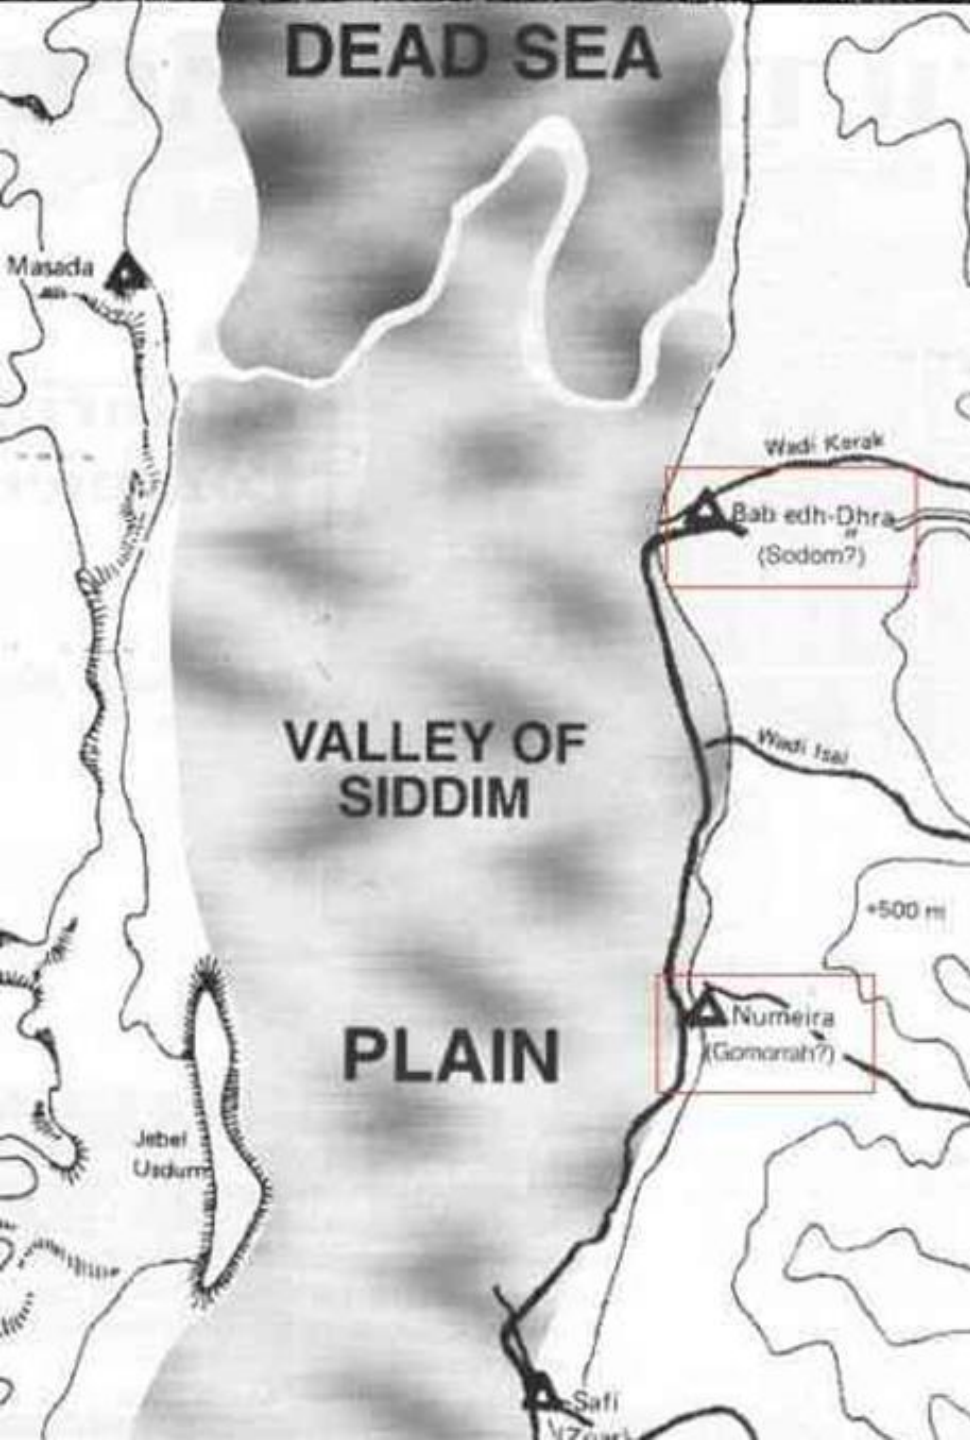 DEAD SEA
Masada
Wadi Kerak
Bab edh-Dhra
(Sodom?)
VALLEY OF
SIDDIM
Wadi Isal
+500 m
PLAIN
Numeira
(Gomorrah?)
Jebel
Usdum
Safi
(Zoar)